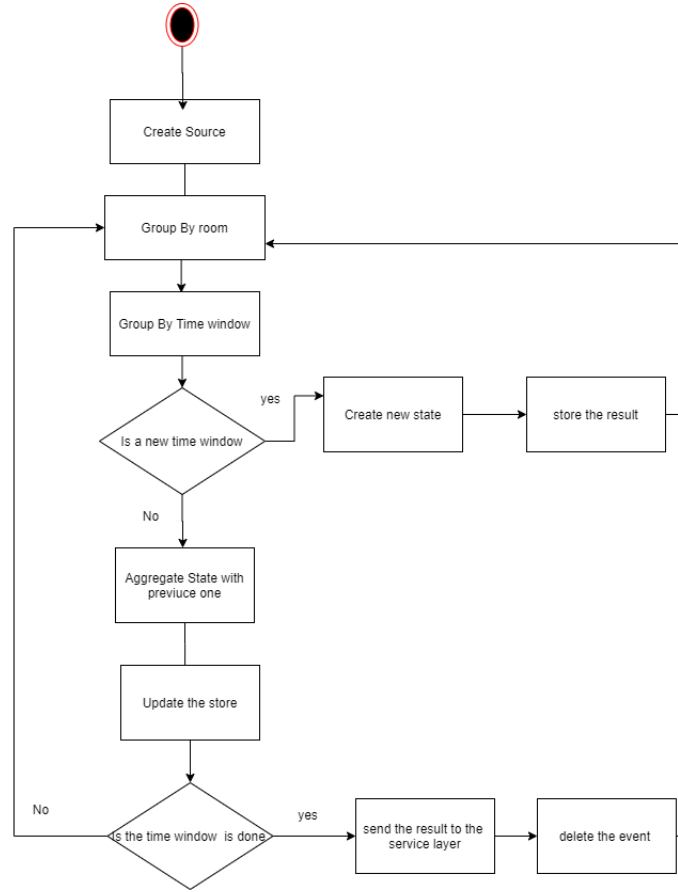 Create Source
Group By room
Group By Time window
yes
Is a new time window
Create new state
store the result
No
Aggregate State with
previuce one
Update the store
No
Is the time window is done
yes
send the result to the
service layer
delete the event